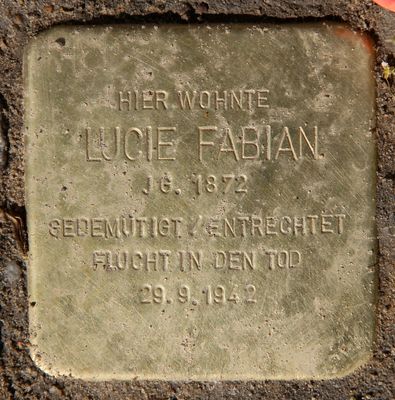 HIER WOHNTE
LUCIE FABIAN
JG. 1872
GEDEMÜTIGT / ENTRECHTET
FLUCHT IN DEN TOD
29.9.1942